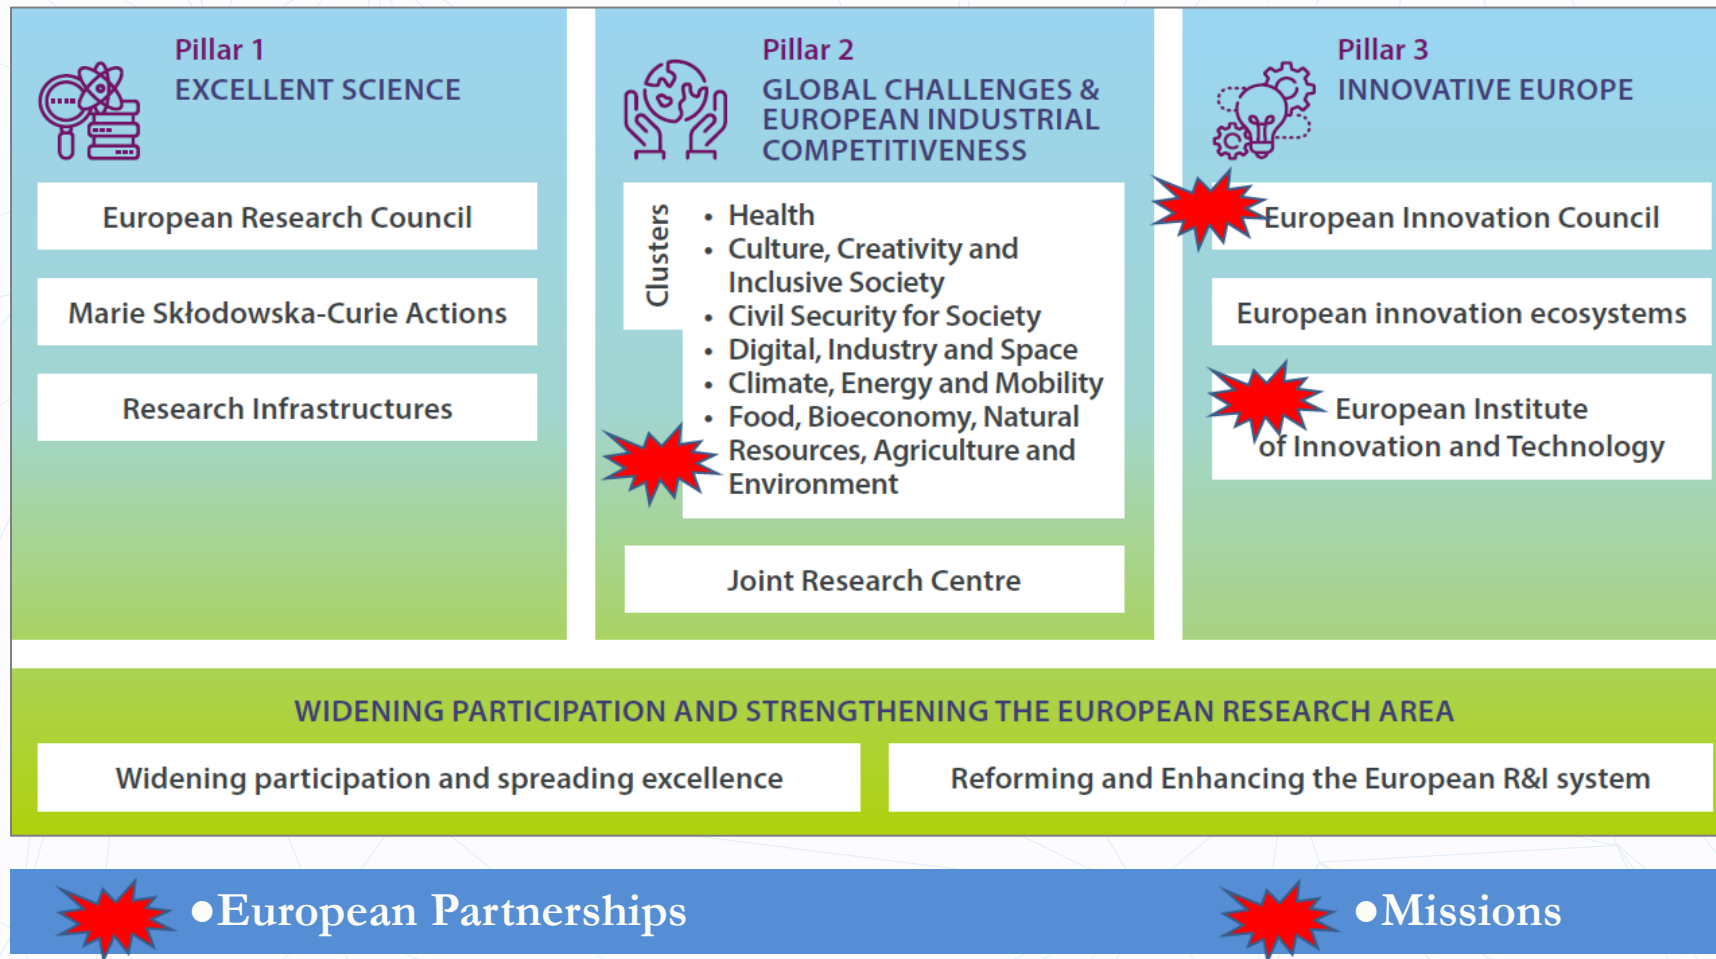 Pillar 1
EXCELLENT SCIENCE
European Research Council
Marie Skłodowska-Curie Actions
Research Infrastructures
Pillar 2
GLOBAL CHALLENGES &
EUROPEAN INDUSTRIAL
COMPETITIVENESS
Clusters
• Health
• Culture, Creativity and
Inclusive Society
• Civil Security for Society
• Digital, Industry and Space
• Climate, Energy and Mobility
• Food, Bioeconomy, Natural
Resources, Agriculture and
Environment
Joint Research Centre
Pillar 3
INNOVATIVE EUROPE
European Innovation Council
European innovation ecosystems
European Institute
of Innovation and Technology
WIDENING PARTICIPATION AND STRENGTHENING THE EUROPEAN RESEARCH AREA
Widening participation and spreading excellence
Reforming and Enhancing the European R&I system
●European Partnerships
●Missions